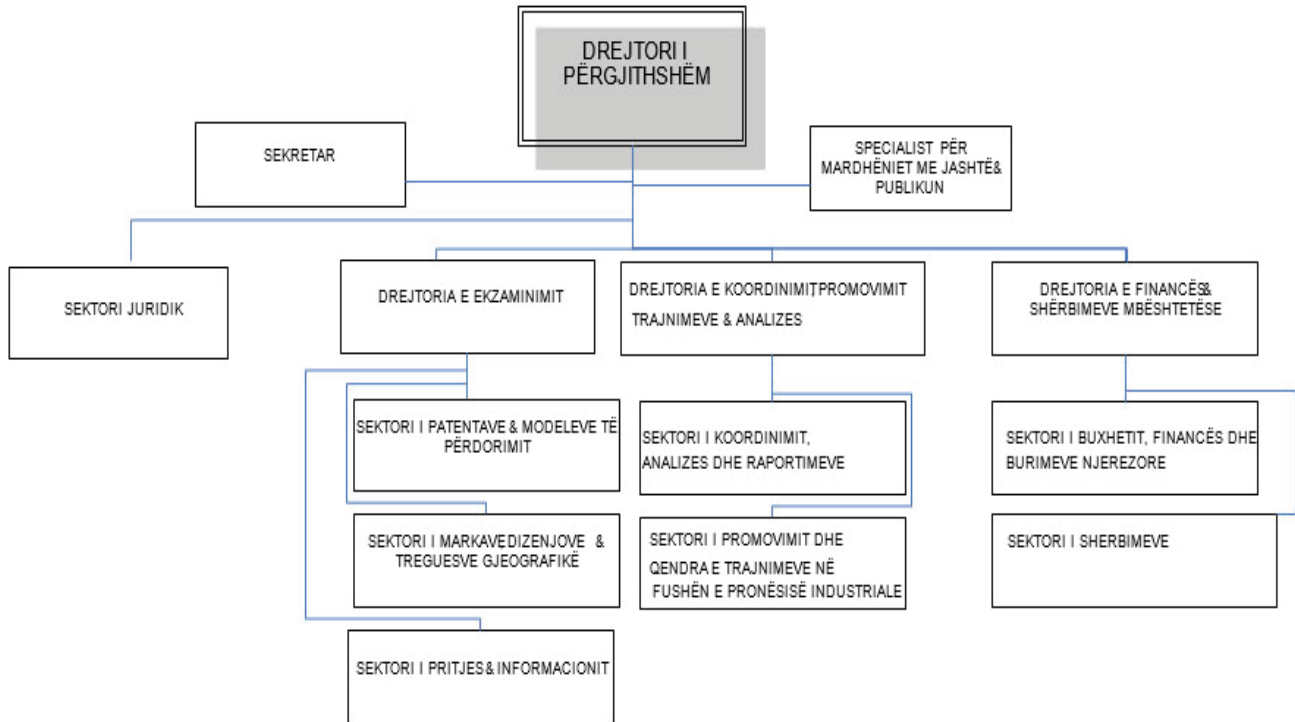 DREJTORI I
PËRGJITHSHËM
SEKRETAR
SPECIALIST PËR
MARDHËNIET ME JASHTË&
PUBLIKUN
SEKTORI JURIDIK
DREJTORIA E EKZAMINIMIT
DREJTORIA E KOORDINIMIT,PROMOVIMIT
TRAJNIMEVE & ANALIZES
DREJTORIA E FINANCËS&
SHËRBIMEVE MBËSHTETËSE
SEKTORI I PATENTAVE & MODELEVE TË
PËRDORIMIT
SEKTORI I KOORDINIMIT,
ANALIZES DHE RAPORTIMEVE
SEKTORI I BUXHETIT, FINANCËS DHE
BURIMEVE NJEREZORE
SEKTORI I MARKAVE,DIZENJOVE &
TREGUESVE GJEOGRAFIKË
SEKTORI I PROMOVIMIT DHE
QENDRA E TRAJNIMEVE NË
FUSHËN E PRONËSISË INDUSTRIALE
SEKTORI I SHERBIMEVE
SEKTORI I PRITJES & INFORMACIONIT